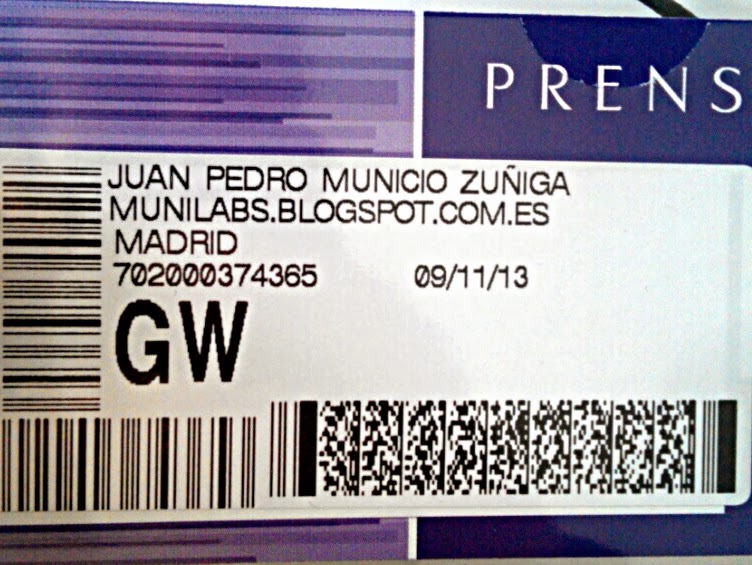 PRENS
JUAN PEDRO MUNICIO ZUÑIGA
MUNILABS.BLOGSPOT.COM.ES
MADRID
702000374365 09/11/13
GW